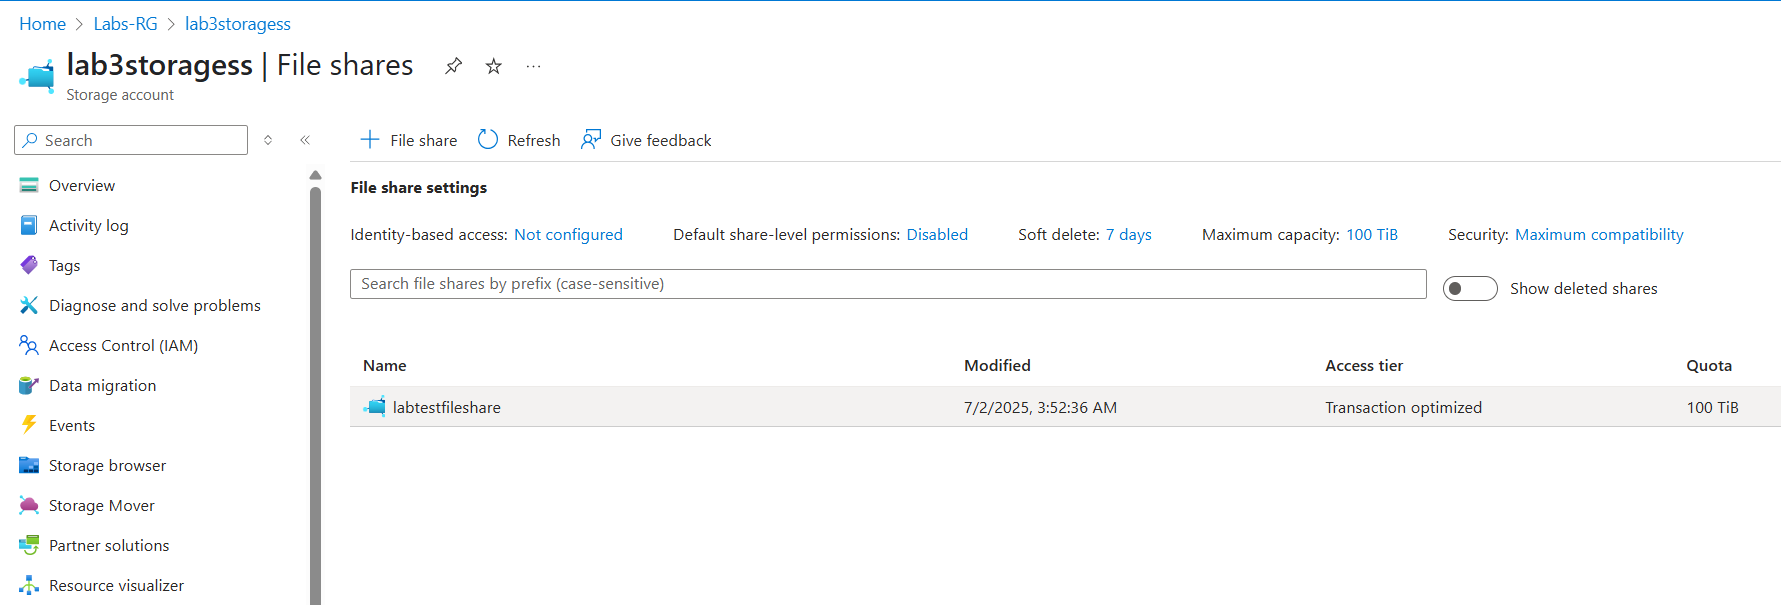 Home > Labs-RG > lab3storagess
lab3storagess | File shares
Storage account
Search
Overview
Activity log
Tags
Diagnose and solve problems
Access Control (IAM)
Data migration
Events
Storage browser
Storage Mover
Partner solutions
Resource visualizer
File share Refresh Give feedback
File share settings
Identity-based access: Not configured Default share-level permissions: Disabled Soft delete: 7 days Maximum capacity: 100 TiB Security: Maximum compatibility
Search file shares by prefix (case-sensitive) Show deleted shares
Name Modified Access tier Quota
labtestfileshare 7/2/2025, 3:52:36 AM Transaction optimized 100 TiB